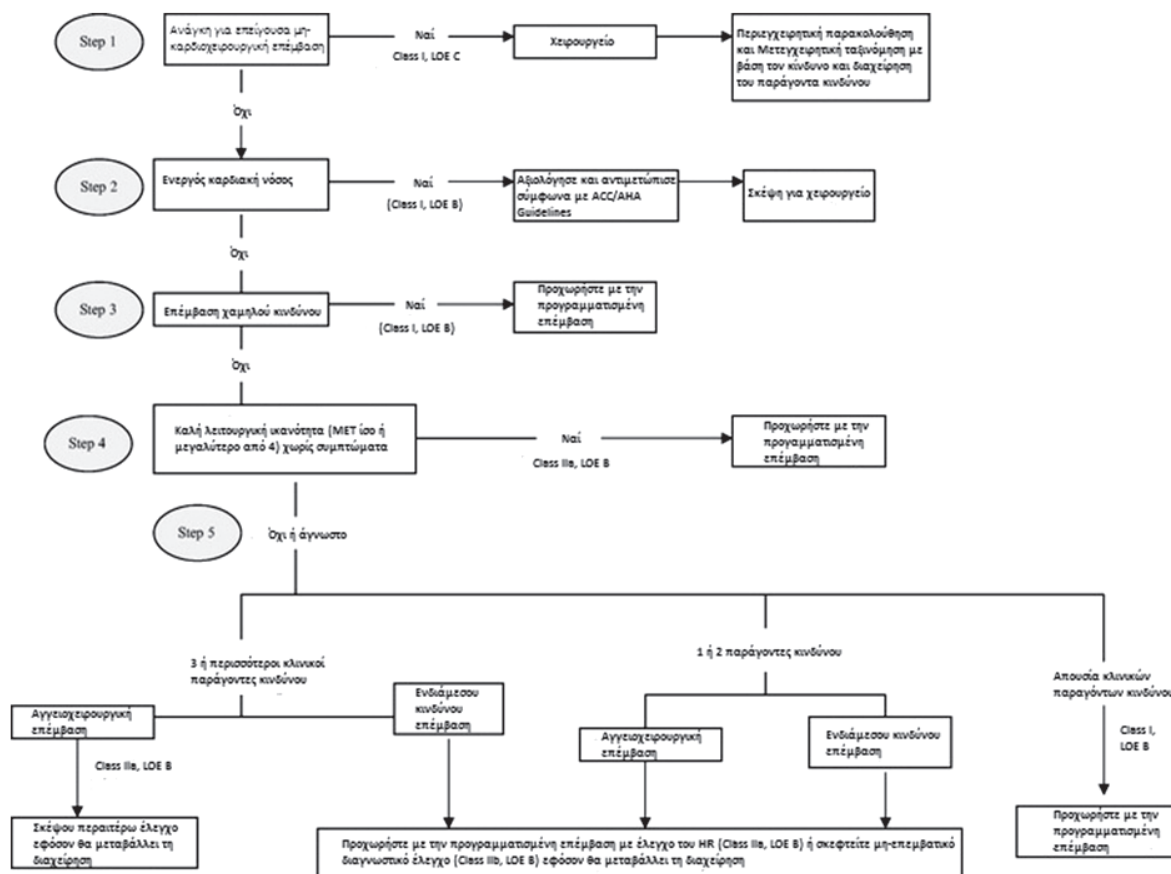 Step 1
Ανάγκη για επείγουσα μη-
καρδιοχειρουργική επέμβαση
Ναί
Class I, LOE C
Χειρουργείο
Περιεγχειρητική παρακολούθηση
και Μετεγχειρητική ταξινόμηση με
βάση τον κίνδυνο και διαχείρηση
του παράγοντα κινδύνου
Όχι
Step 2
Ενεργός καρδιακή νόσος
Ναί
(Class I, LOE B)
Αξιολόγησε και αντιμετώπισε
σύμφωνα με ACC/AHA
Guidelines
Σκέψη για χειρουργείο
Όχι
Step 3
Επέμβαση χαμηλού κινδύνου
Ναί
(Class I, LOE B)
Προχωρήστε με την
προγραμματισμένη
επέμβαση
Όχι
Step 4
Καλή λειτουργική ικανότητα (MET ίσο ή
μεγαλύτερο από 4) χωρίς συμπτώματα
Ναί
Class IIa, LOE B
Προχωρήστε με την
προγαμματισμένη
επέμβαση
Step 5
Όχι ή άγνωστο
3 ή περισσότεροι κλινικοί
παράγοντες κινδύνου
1 ή 2 παράγοντες κινδύνου
Απουσία κλινικών
παραγόντων κινδύνου
Αγγειοχειρουργική
επέμβαση
Ενδιάμεσου
κινδύνου
επέμβαση
Αγγειοχειρουργική
επέμβαση
Ενδιάμεσου κινδύνου
επέμβαση
Class I,
LOE B
Class IIa, LOE B
Σκέψου περαιτέρω έλεγχο
εφόσον θα μεταβάλλει τη
διαχείρηση
Προχωρήστε με την προγραμματισμένη επέμβαση με έλεγχο του HR (Class IIa, LOE B) ή σκεφτείτε μη-επεμβατικό
διαγνωστικό έλεγχο (Class IIb, LOE B) εφόσον θα μεταβάλλει τη διαχείρηση
Προχωρήστε με την
προγραμματισμένη
επέμβαση